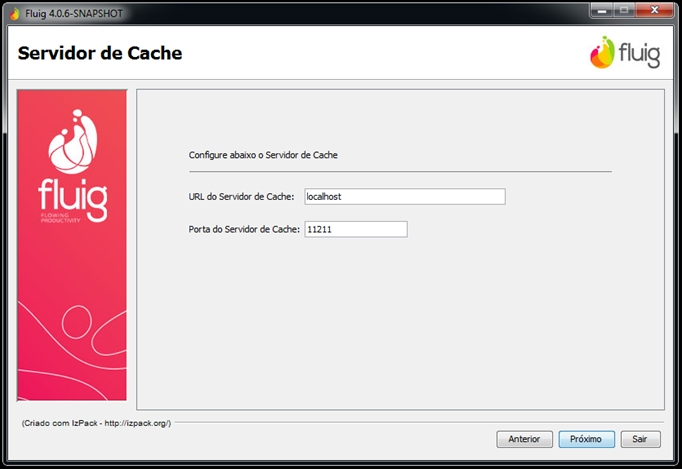 Fluig 4.0.6-SNAPSHOT
Servidor de Cache
fluig
fluig
FLOWING
PRODUCTIVITY
Configure abaixo o Servidor de Cache
URL do Servidor de Cache: localhost
Porta do Servidor de Cache: 11211
(Criado com IzPack - http://izpack.org/)
Anterior Próximo Sair